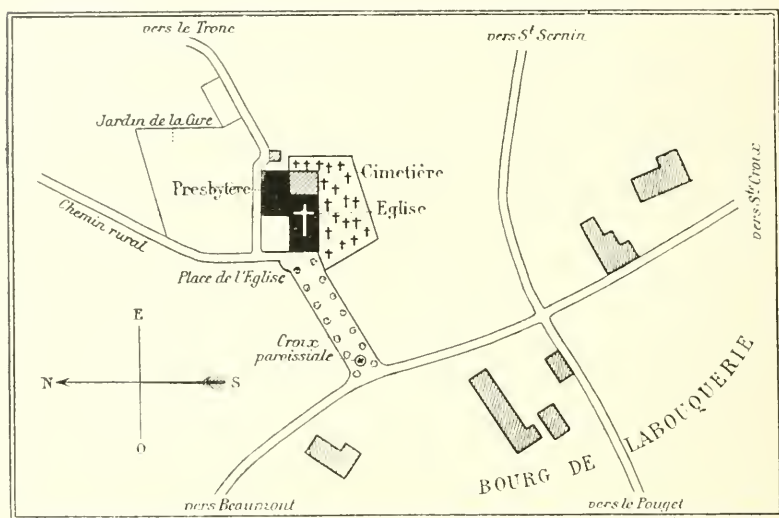 vers le Tronc
vers St Sernin
Jardin de la Cure
Cimetière
Presbytère
Eglise
vers Ste Croix
Chemin rural
Place de l'Eglise
E
Croix
paroissiale
N
S
O
BOURG DE LABOUQUERIE
vers Beaumont
vers le Pouget